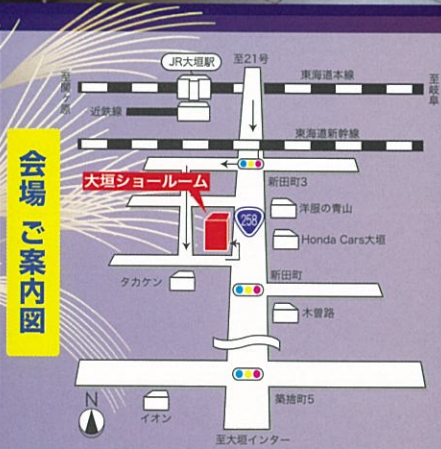 JR大垣駅
至21号
東海道本線
至関ヶ原
至岐阜
近鉄線
東海道新幹線
新田町3
大垣ショールーム
洋服の青山
258
Honda Cars大垣
会場 ご案内図
タカケン
新田町
木曽路
N
イオン
築捨町5
至大垣インター